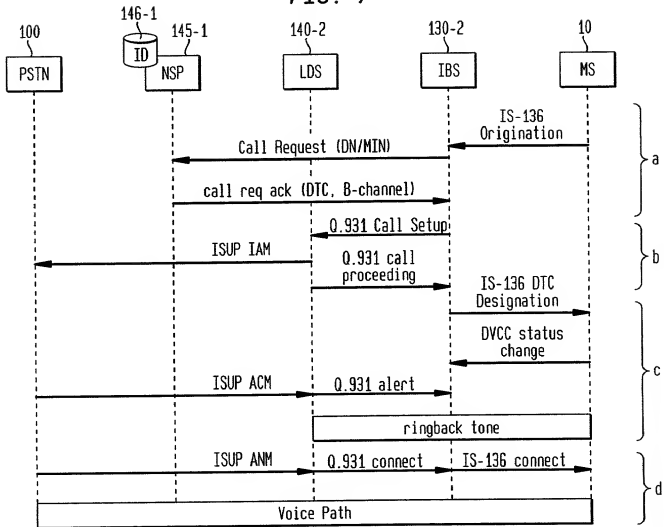 146-1
100
145-1
140-2
130-2
10
ID
PSTN
NSP
LDS
IBS
MS
IS-136
Origination
Call Request (DN/MIN)
a
call req ack (DTC, B-channel)
Q.931 Call Setup
ISUP IAM
Q.931 call
proceeding
b
IS-136 DTC
Designation
DVCC status
change
c
ISUP ACM
Q.931 alert
ringback tone
ISUP ANM
Q.931 connect
IS-136 connect
d
Voice Path